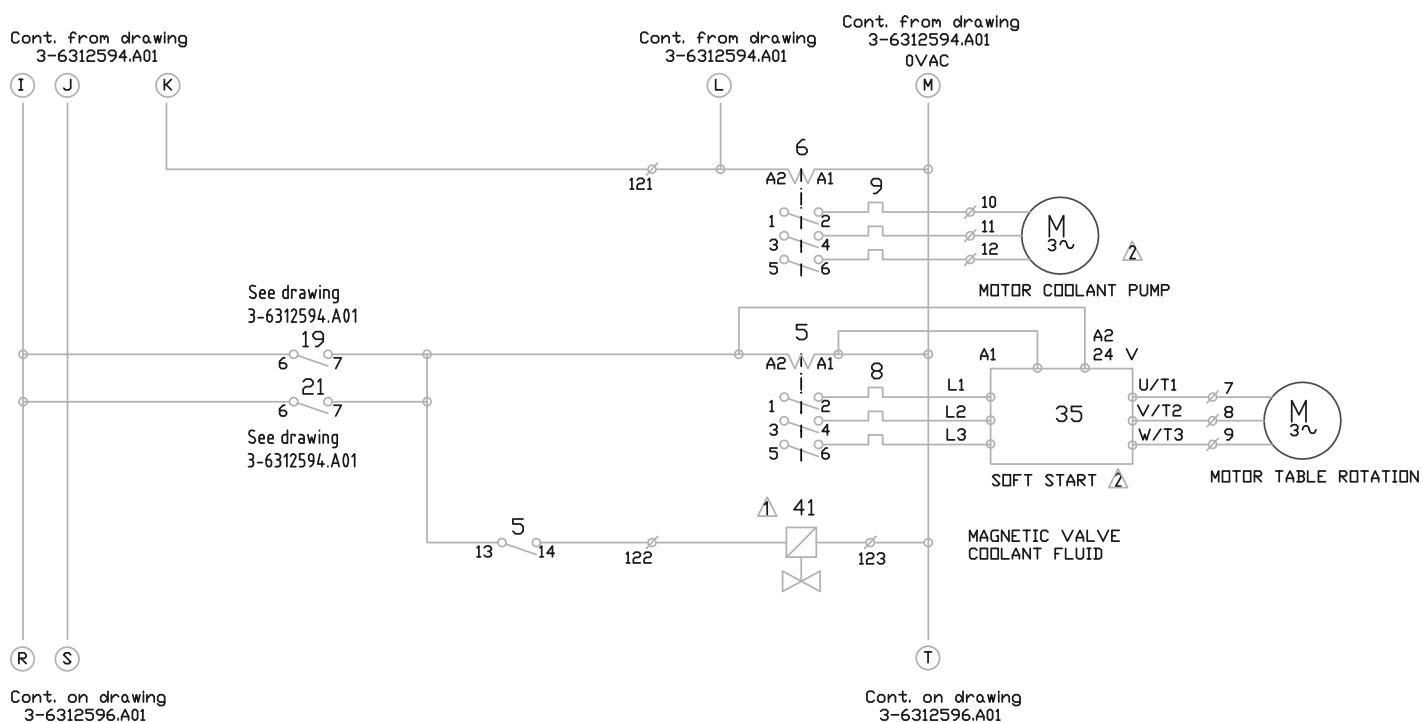 Cont. from drawing
3-6312594.A01
I
J
K
Cont. from drawing
3-6312594.A01
L
Cont. from drawing
3-6312594.A01
0VAC
M
121
6
A2
A1
9
1
2
10
3
4
11
5
6
12
M
3~
2
MOTOR COOLANT PUMP
See drawing
3-6312594.A01
19
6
7
21
6
7
See drawing
3-6312594.A01
5
A2
A1
8
1
2
3
4
5
6
A1
A2
24 V
L1
L2
L3
35
U/T1
V/T2
W/T3
7
8
9
M
3~
SOFT START
2
MOTOR TABLE ROTATION
5
13
14
122
1
41
123
MAGNETIC VALVE
COOLANT FLUID
R
S
T
Cont. on drawing
3-6312596.A01
Cont. on drawing
3-6312596.A01